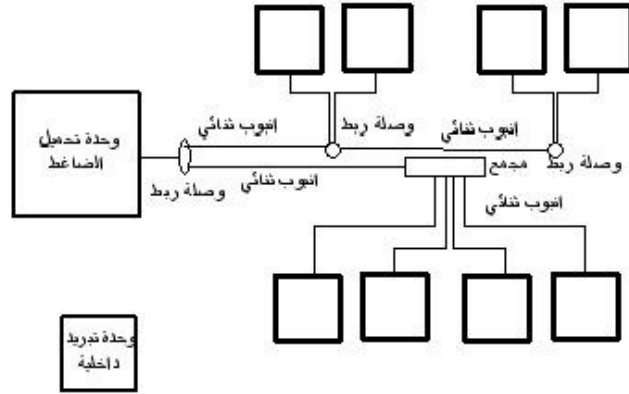 وحدة تحميل
الضاغط
انبوب ثنائي
وصلة ربط
انبوب ثنائي
وصلة ربط
مجمع
انبوب ثنائي
وصلة ربط
انبوب ثنائي
وحدة تبريد
داخلية